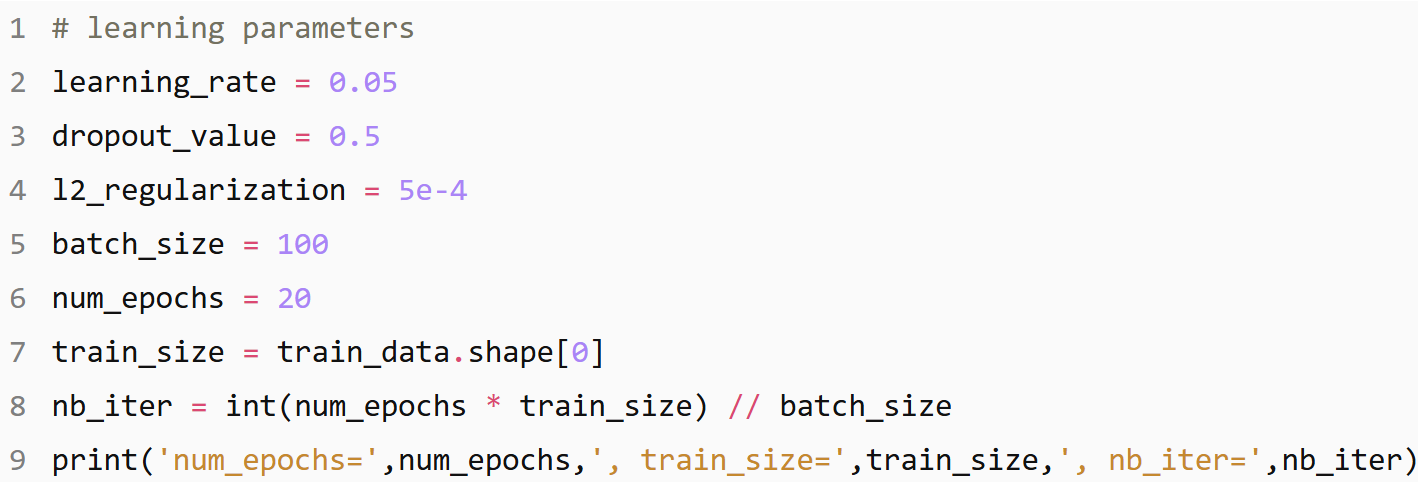 1 # learning parameters
2 learning_rate = 0.05
3 dropout_value = 0.5
4 l2_regularization = 5e-4
5 batch_size = 100
6 num_epochs = 20
7 train_size = train_data.shape[0]
8 nb_iter = int(num_epochs * train_size) // batch_size
9 print('num_epochs=',num_epochs,', train_size=',train_size,', nb_iter=',nb_iter)